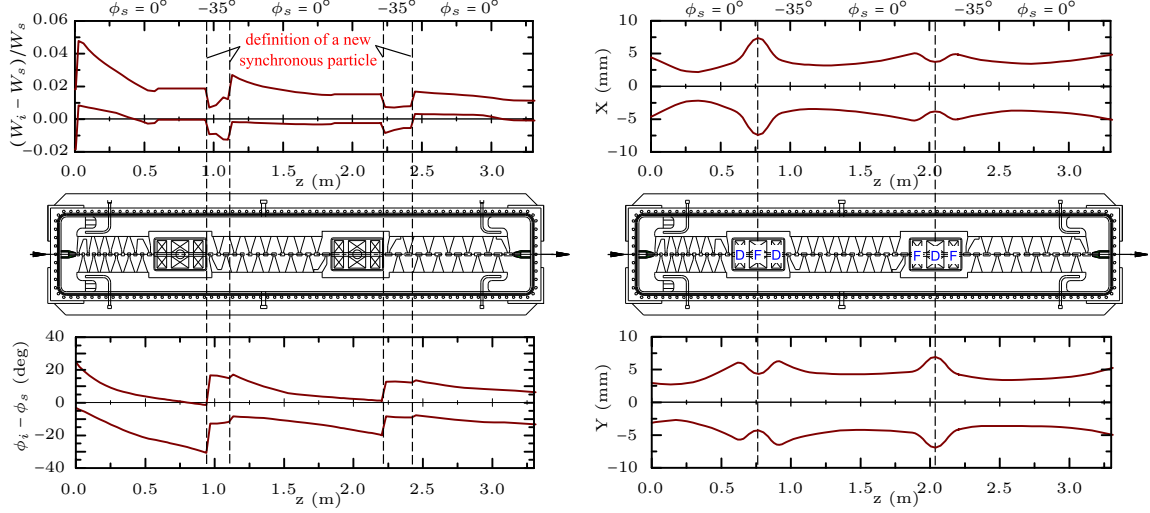 ϕₛ = 0° −35° ϕₛ = 0° −35° ϕₛ = 0°
(Wᵢ − Wₛ)/Wₛ
0.06
0.04
0.02
0.00
−0.02
definition of a new
synchronous particle
0.0 0.5 1.0 1.5 2.0 2.5 3.0
z (m)
ϕᵢ − ϕₛ (deg)
40
20
0
−20
−40
0.0 0.5 1.0 1.5 2.0 2.5 3.0
z (m)
ϕₛ = 0° −35° ϕₛ = 0° −35° ϕₛ = 0°
X (mm)
10
5
0
−5
−10
0.0 0.5 1.0 1.5 2.0 2.5 3.0
z (m)
D F D F D F
Y (mm)
10
5
0
−5
−10
0.0 0.5 1.0 1.5 2.0 2.5 3.0
z (m)